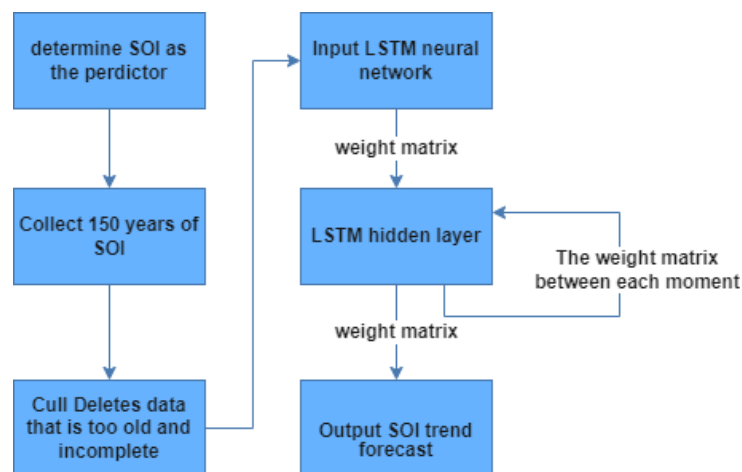 determine SOI as
the perdictor
Collect 150 years of
SOI
Cull Deletes data
that is too old and
incomplete
Input LSTM neural
network
weight matrix
LSTM hidden layer
The weight matrix
between each moment
weight matrix
Output SOI trend
forecast